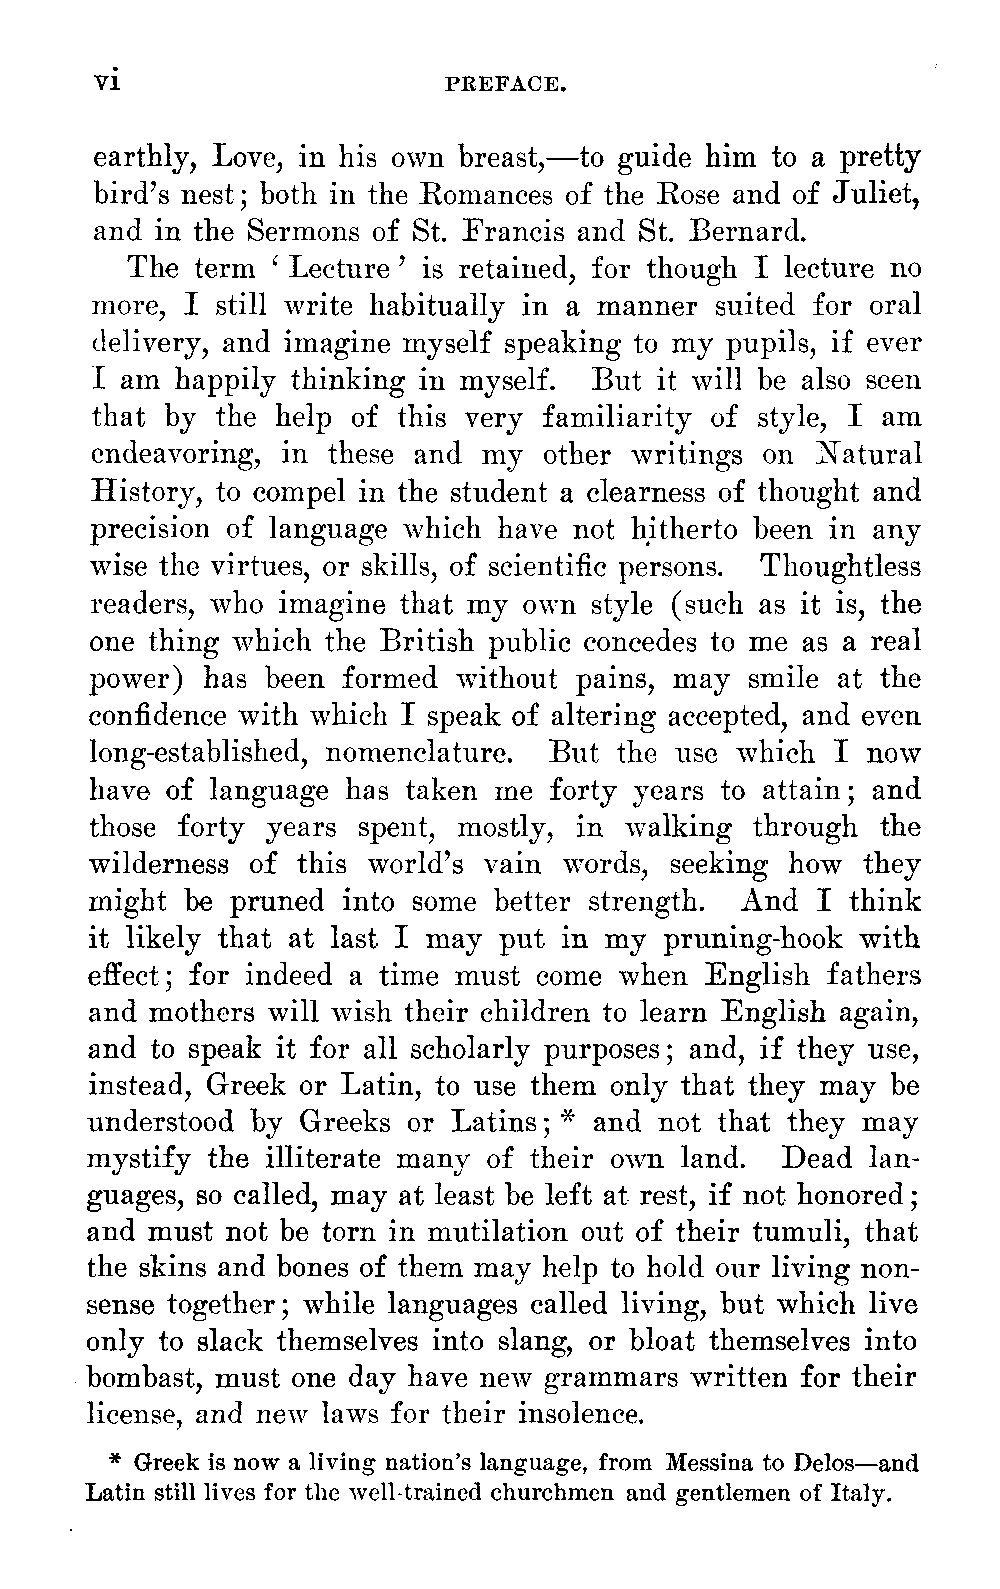 vi PREFACE.
earthly, Love, in his own breast,—to guide him to a pretty
bird's nest; both in the Romances of the Rose and of Juliet,
and in the Sermons of St. Francis and St. Bernard.
The term ‘Lecture’ is retained, for though I lecture no
more, I still write habitually in a manner suited for oral
delivery, and imagine myself speaking to my pupils, if ever
I am happily thinking in myself. But it will be also seen
that by the help of this very familiarity of style, I am
endeavoring, in these and my other writings on Natural
History, to compel in the student a clearness of thought and
precision of language which have not hitherto been in any
wise the virtues, or skills, of scientific persons. Thoughtless
readers, who imagine that my own style (such as it is, the
one thing which the British public concedes to me as a real
power) has been formed without pains, may smile at the
confidence with which I speak of altering accepted, and even
long-established, nomenclature. But the use which I now
have of language has taken me forty years to attain; and
those forty years spent, mostly, in walking through the
wilderness of this world's vain words, seeking how they
might be pruned into some better strength. And I think
it likely that at last I may put in my pruning-hook with
effect; for indeed a time must come when English fathers
and mothers will wish their children to learn English again,
and to speak it for all scholarly purposes; and, if they use,
instead, Greek or Latin, to use them only that they may be
understood by Greeks or Latins; * and not that they may
mystify the illiterate many of their own land. Dead lan-
guages, so called, may at least be left at rest, if not honored;
and must not be torn in mutilation out of their tumuli, that
the skins and bones of them may help to hold our living non-
sense together; while languages called living, but which live
only to slack themselves into slang, or bloat themselves into
bombast, must one day have new grammars written for their
license, and new laws for their insolence.
* Greek is now a living nation's language, from Messina to Delos—and
Latin still lives for the well-trained churchmen and gentlemen of Italy.